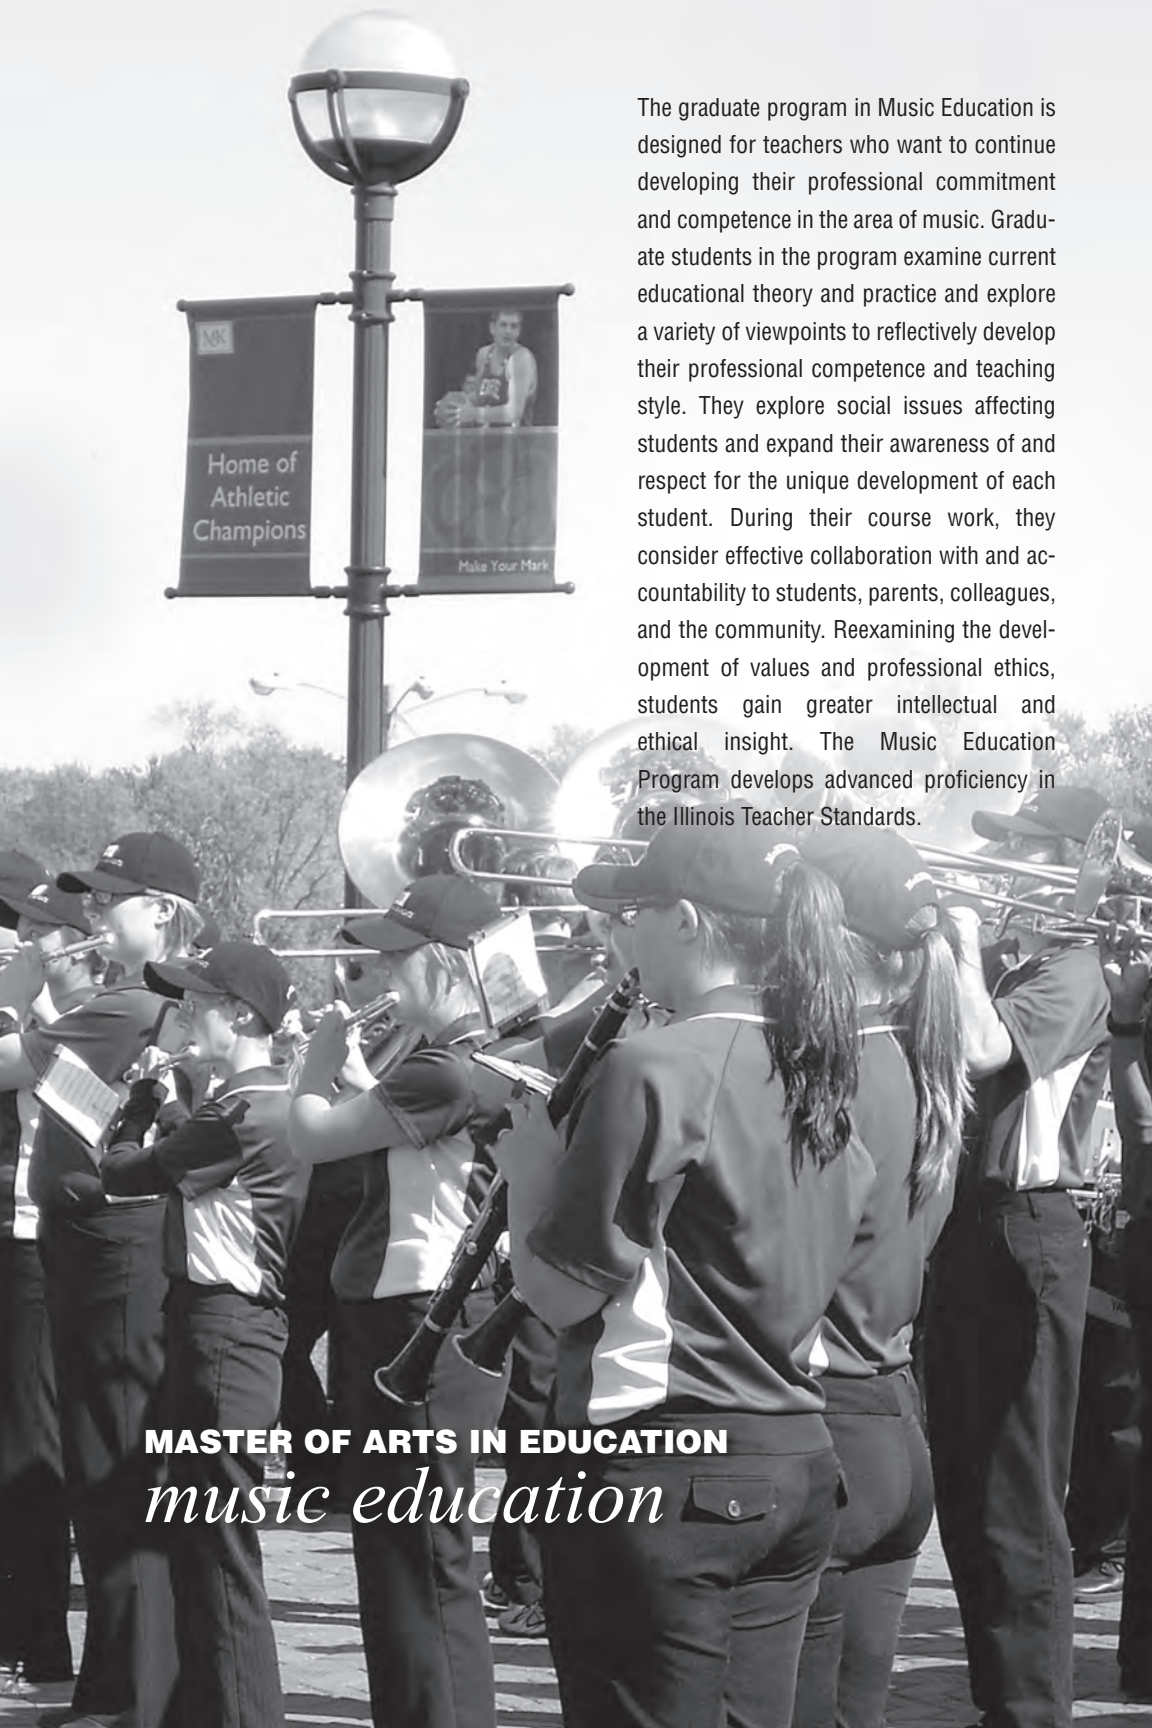 The graduate program in Music Education is
designed for teachers who want to continue
developing their professional commitment
and competence in the area of music. Gradu-
ate students in the program examine current
educational theory and practice and explore
a variety of viewpoints to reflectively develop
their professional competence and teaching
style. They explore social issues affecting
students and expand their awareness of and
respect for the unique development of each
student. During their course work, they
consider effective collaboration with and ac-
countability to students, parents, colleagues,
and the community. Reexamining the devel-
opment of values and professional ethics,
students gain greater intellectual and
ethical insight. The Music Education
Program develops advanced proficiency in
the Illinois Teacher Standards.
Home of
Athletic
Champions
Make Your Mark
MASTER OF ARTS IN EDUCATION
music education